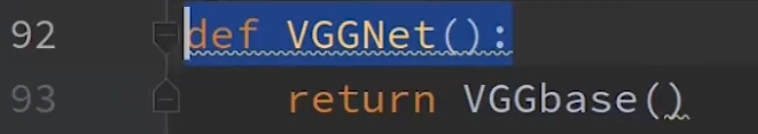 92 def VGGNet():
93 return VGGbase()